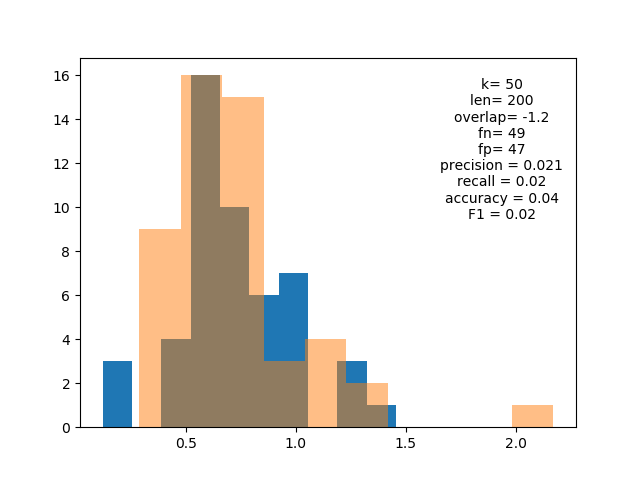 16
14
12
10
8
6
4
2
0
0.5
1.0
1.5
2.0
k= 50
len= 200
overlap= -1.2
fn= 49
fp= 47
precision = 0.021
recall = 0.02
accuracy = 0.04
F1 = 0.02